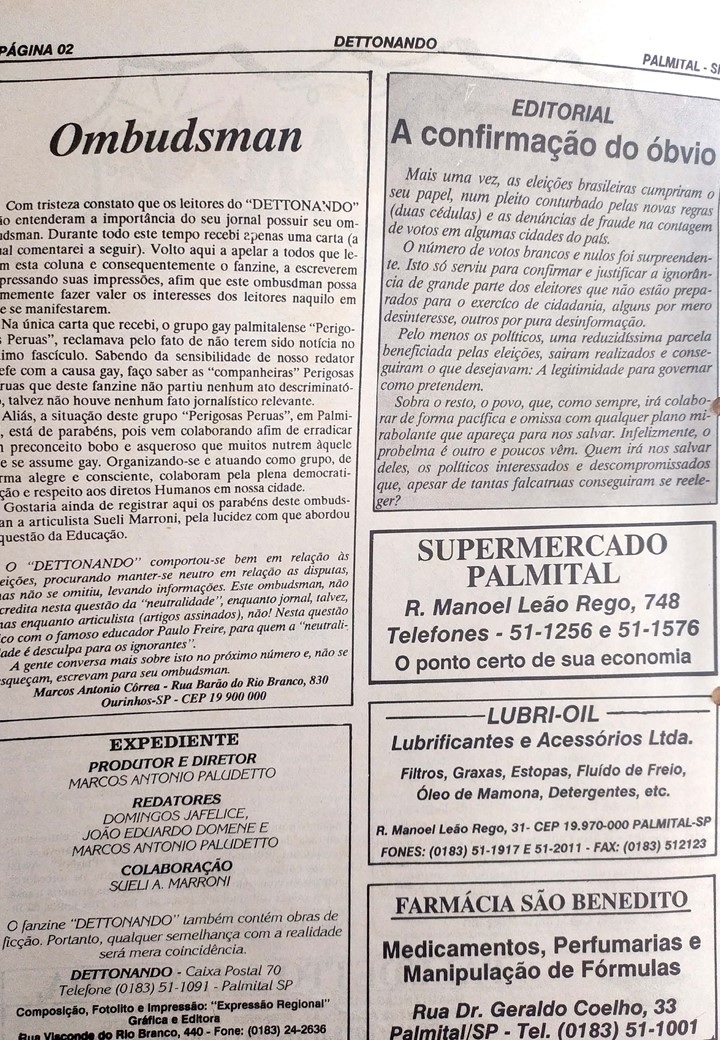 PÁGINA 02
DETTONANDO
PALMITAL - S
Ombudsman
Com tristeza constato que os leitores do "DETTONANDO"
ão entenderam a importância do seu jornal possuir seu om-
udsman. Durante todo este tempo recebi apenas uma carta (a
ual comentarei a seguir). Volto aqui a apelar a todos que le-
m esta coluna e consequentemente o fanzine, a escreverem
pressando suas impressões, afim que este ombusdman possa
memente fazer valer os interesses dos leitores naquilo em
e se manifestarem.
Na única carta que recebi, o grupo gay palmitalense "Perigo-
s Peruas", reclamava pelo fato de não terem sido notícia no
imo fascículo. Sabendo da sensibilidade de nosso redator
efe com a causa gay, faço saber as "companheiras" Perigosas
ruas que deste fanzine não partiu nenhum ato descriminató-
, talvez não houve nenhum fato jornalístico relevante.
Aliás, a situação deste grupo "Perigosas Peruas", em Palmi-
, está de parabéns, pois vem colaborando afim de erradicar
n preconceito bobo e asqueroso que muitos nutrem àquele
e se assume gay. Organizando-se e atuando como grupo, de
rma alegre e consciente, colaboram pela plena democrati-
ção e respeito aos diretos Humanos em nossa cidade.
Gostaria ainda de registrar aqui os parabéns deste ombuds-
an a articulista Sueli Marroni, pela lucidez com que abordou
questão da Educação.
O "DETTONANDO" comportou-se bem em relação às
eições, procurando manter-se neutro em relação as disputas,
as não se omitiu, levando informações. Este ombudsman, não
credita nesta questão da "neutralidade", enquanto jornal, talvez,
as enquanto articulista (artigos assinados), não! Nesta questão
ico com o famoso educador Paulo Freire, para quem a "neutrali-
ade é desculpa para os ignorantes".
A gente conversa mais sobre isto no próximo número e, não se
squeçam, escrevam para seu ombudsman.
Marcos Antonio Côrrea - Rua Barão do Rio Branco, 830
Ourinhos-SP - CEP 19 900 000
EXPEDIENTE
PRODUTOR E DIRETOR
MARCOS ANTONIO PALUDETTO
REDATORES
DOMINGOS JAFELICE,
JOÃO EDUARDO DOMENE E
MARCOS ANTONIO PALUDETTO
COLABORAÇÃO
SUELI A. MARRONI
O fanzine "DETTONANDO" também contém obras de
ficção. Portanto, qualquer semelhança com a realidade
será mera coincidência.
DETTONANDO - Caixa Postal 70
Telefone (0183) 51-1091 - Palmital SP
Composição, Fotolito e Impressão: "Expressão Regional"
Gráfica e Editora
Rua Visconde do Rio Branco, 440 - Fone: (0183) 24-2636
EDITORIAL
A confirmação do óbvio
Mais uma vez, as eleições brasileiras cumpriram o
seu papel, num pleito conturbado pelas novas regras
(duas cédulas) e as denúncias de fraude na contagem
de votos em algumas cidades do país.
O número de votos brancos e nulos foi surpreenden-
te. Isto só serviu para confirmar e justificar a ignorân-
cia de grande parte dos eleitores que não estão prepa-
rados para o exercíco de cidadania, alguns por mero
desinteresse, outros por pura desinformação.
Pelo menos os políticos, uma reduzidíssima parcela
beneficiada pelas eleições, sairam realizados e conse-
guiram o que desejavam: A legitimidade para governar
como pretendem.
Sobra o resto, o povo, que, como sempre, irá colabo-
rar de forma pacífica e omissa com qualquer plano mi-
rabolante que apareça para nos salvar. Infelizmente, o
probelma é outro e poucos vêm. Quem irá nos salvar
deles, os políticos interessados e descompromissados
que, apesar de tantas falcatruas conseguiram se reele-
ger?
SUPERMERCADO
PALMITAL
R. Manoel Leão Rego, 748
Telefones - 51-1256 e 51-1576
O ponto certo de sua economia
LUBRI-OIL
Lubrificantes e Acessórios Ltda.
Filtros, Graxas, Estopas, Fluído de Freio,
Óleo de Mamona, Detergentes, etc.
R. Manoel Leão Rego, 31- CEP 19.970-000 PALMITAL-SP
FONES: (0183) 51-1917 E 51-2011 - FAX: (0183) 512123
FARMÁCIA SÃO BENEDITO
Medicamentos, Perfumarias e
Manipulação de Fórmulas
Rua Dr. Geraldo Coelho, 33
Palmital/SP - Tel. (0183) 51-1001